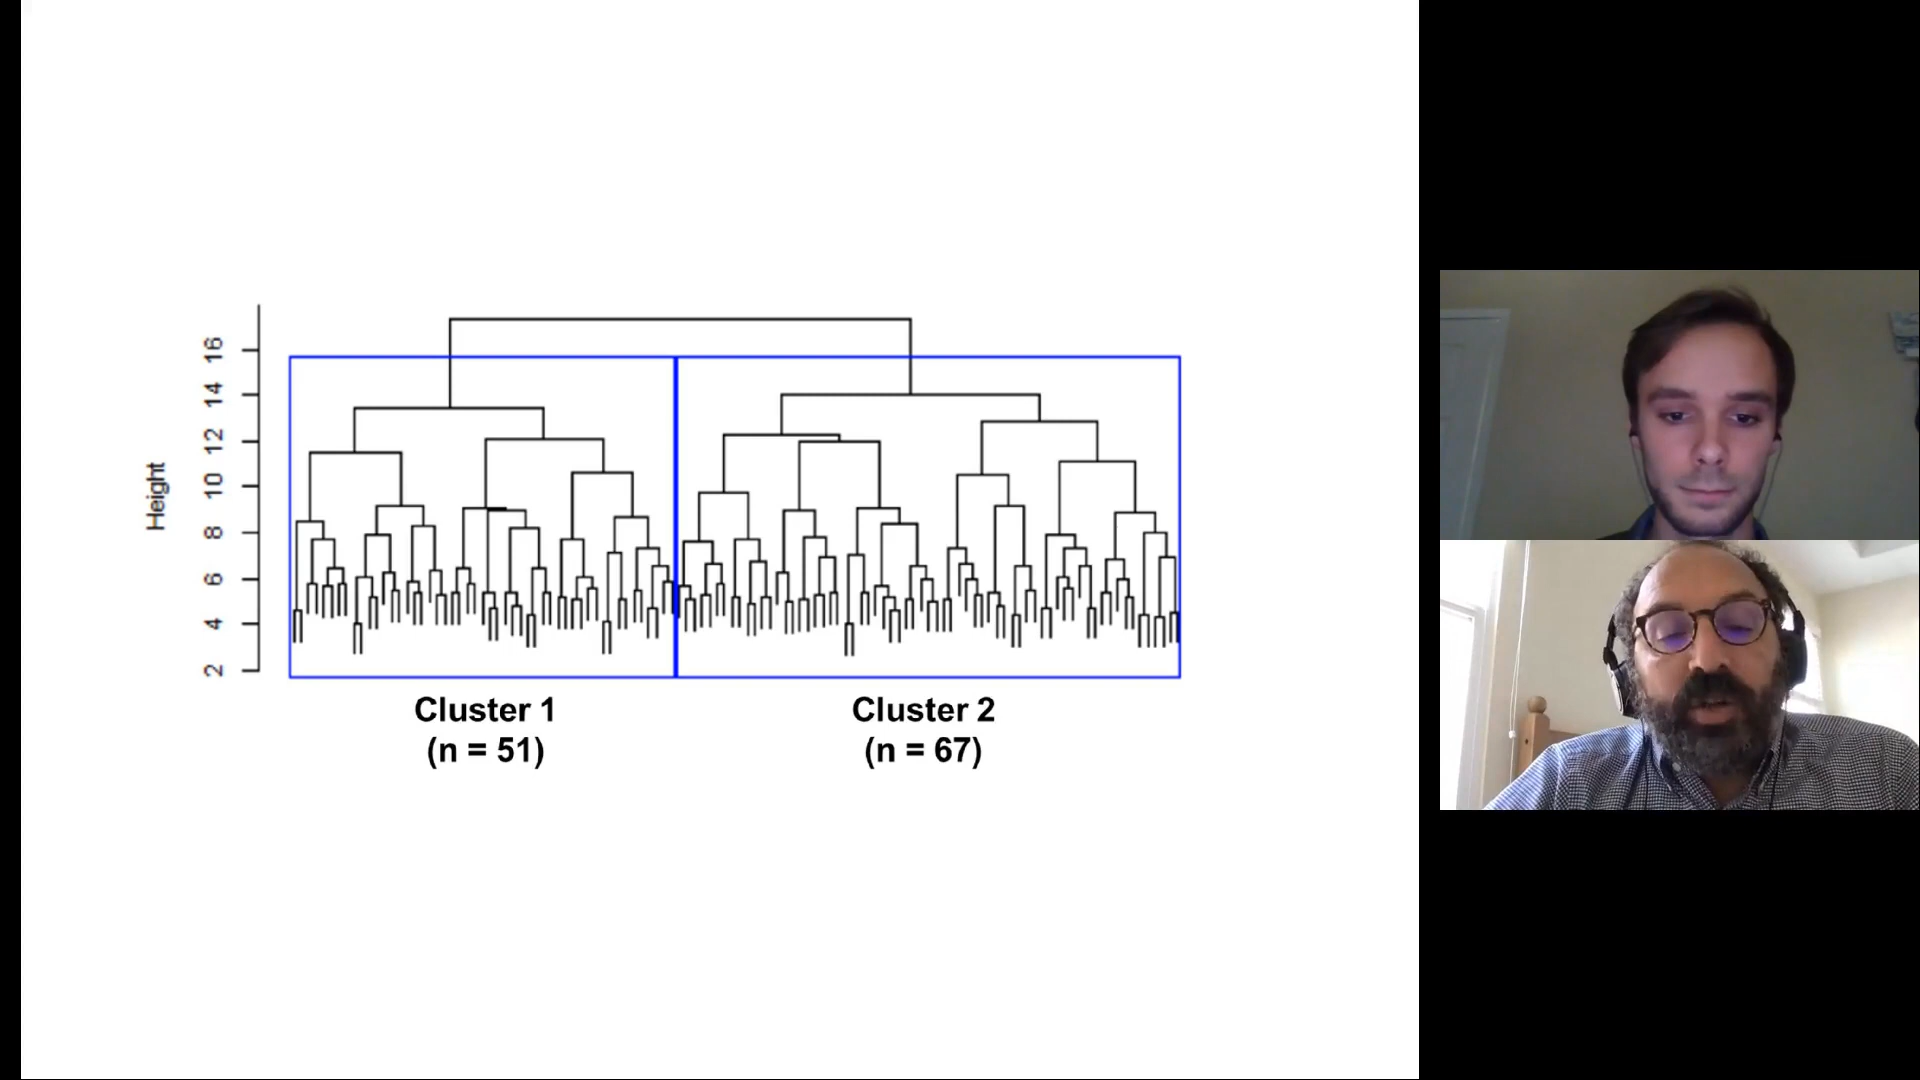 Height
16
14
12
10
8
6
4
2
Cluster 1
(n = 51)
Cluster 2
(n = 67)